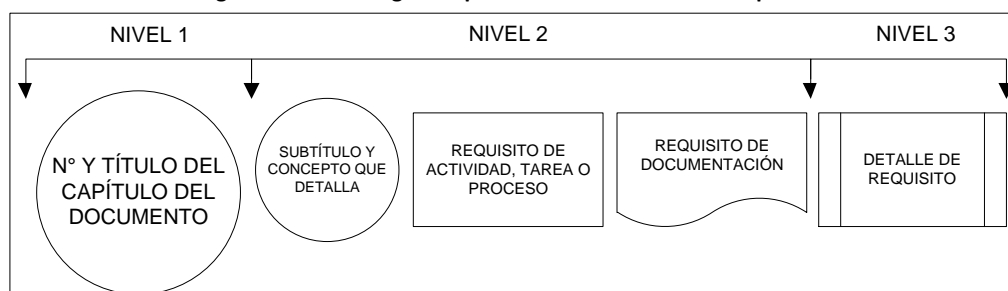 NIVEL 1
NIVEL 2
NIVEL 3
N° Y TÍTULO DEL
CAPÍTULO DEL
DOCUMENTO
SUBTÍTULO Y
CONCEPTO QUE
DETALLA
REQUISITO DE
ACTIVIDAD, TAREA O
PROCESO
REQUISITO DE
DOCUMENTACIÓN
DETALLE DE
REQUISITO